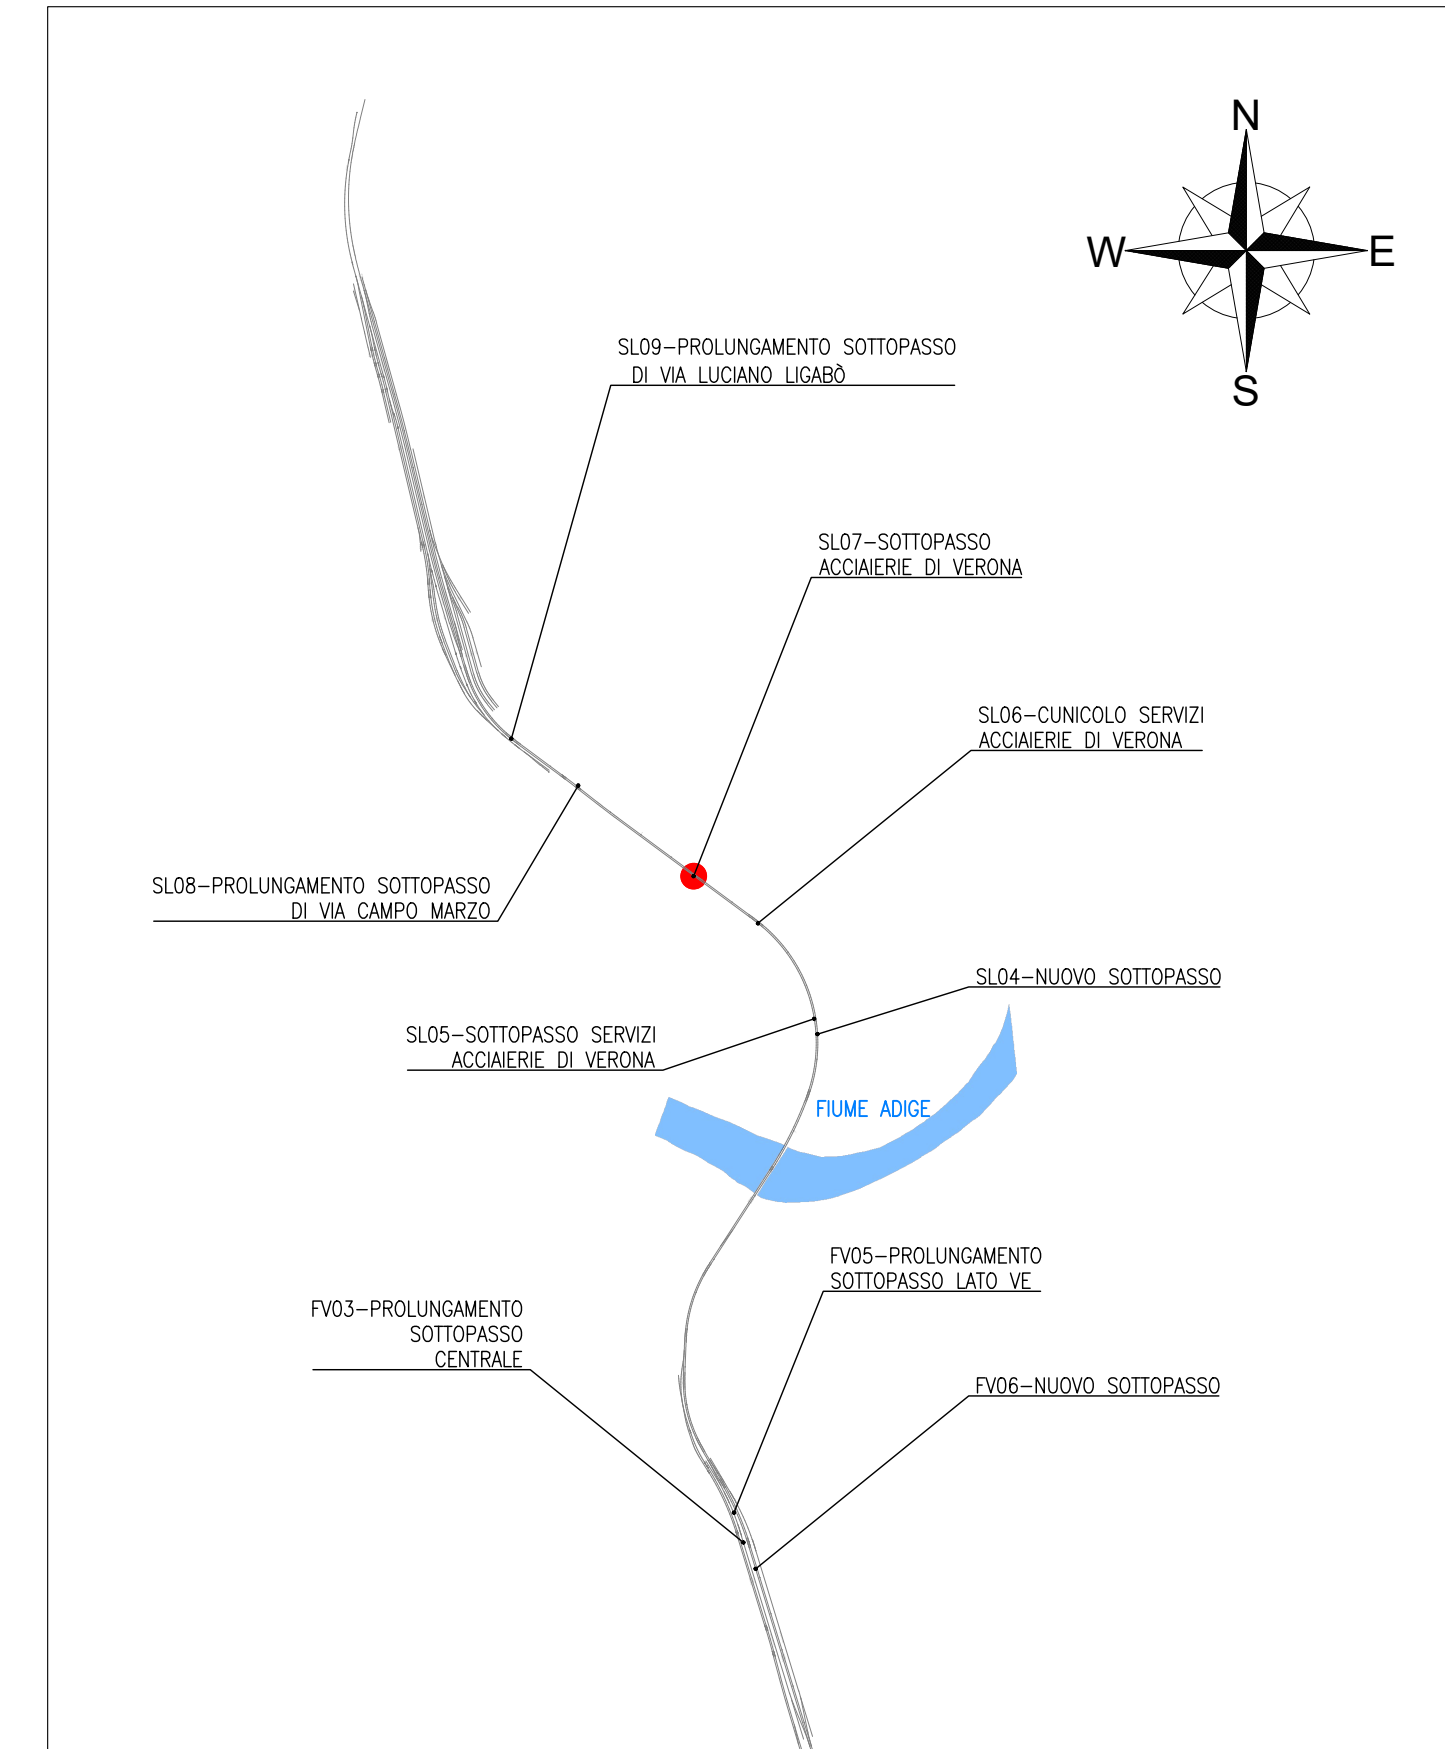 N
W
E
S
SL09-PROLUNGAMENTO SOTTOPASSO
DI VIA LUCIANO LIGABÒ
SL07-SOTTOPASSO
ACCIAIERIE DI VERONA
SL06-CUNICOLO SERVIZI
ACCIAIERIE DI VERONA
SL08-PROLUNGAMENTO SOTTOPASSO
DI VIA CAMPO MARZO
SL04-NUOVO SOTTOPASSO
SL05-SOTTOPASSO SERVIZI
ACCIAIERIE DI VERONA
FIUME ADIGE
FV05-PROLUNGAMENTO
SOTTOPASSO LATO VE
FV03-PROLUNGAMENTO
SOTTOPASSO
CENTRALE
FV06-NUOVO SOTTOPASSO